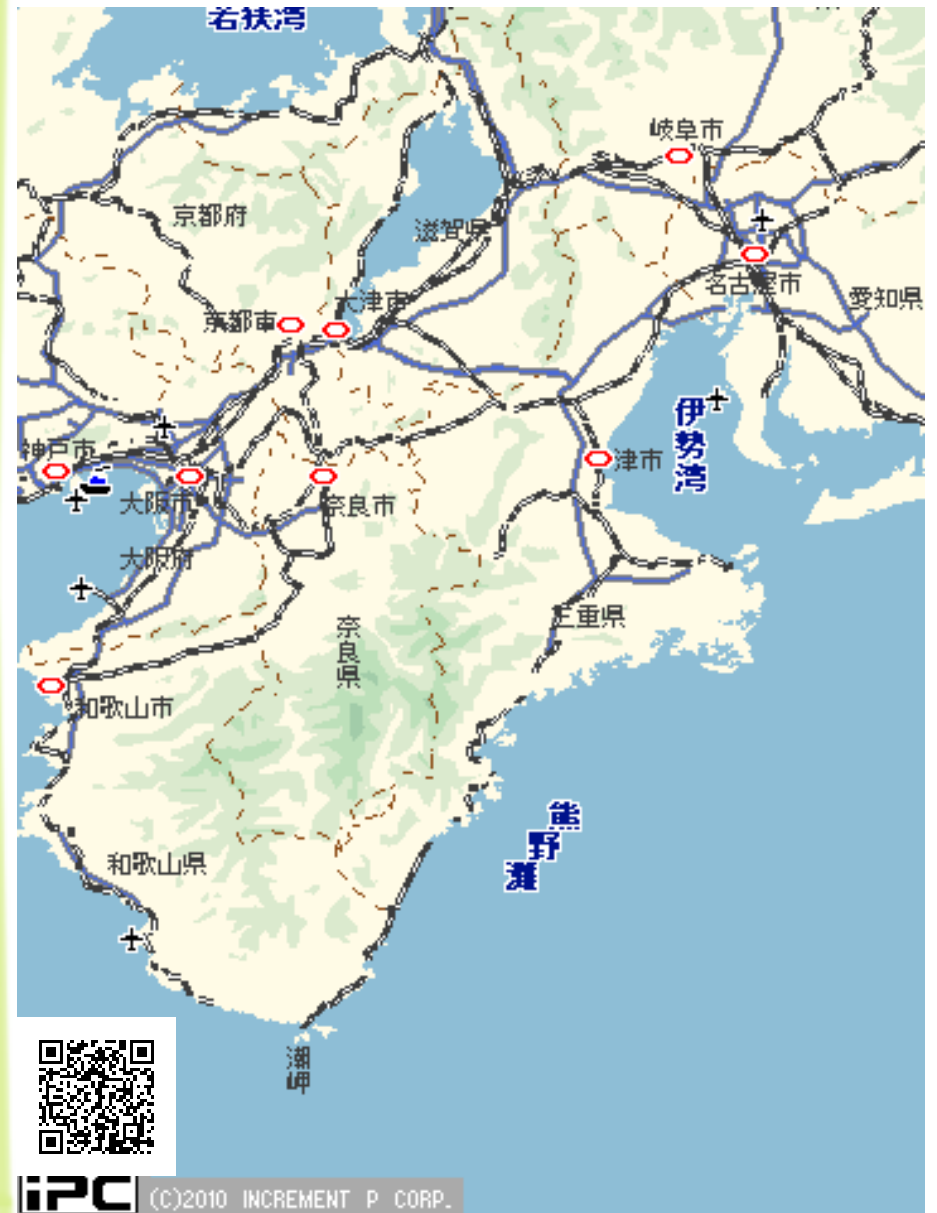 若狭湾
岐阜市
京都府
滋賀県
名古屋市
愛知県
大津市
京都市
伊勢湾
神戸市
津市
大阪市
奈良市
大阪府
三重県
奈良県
和歌山市
熊野灘
和歌山県
潮岬
iPC (C)2010 INCREMENT P CORP.